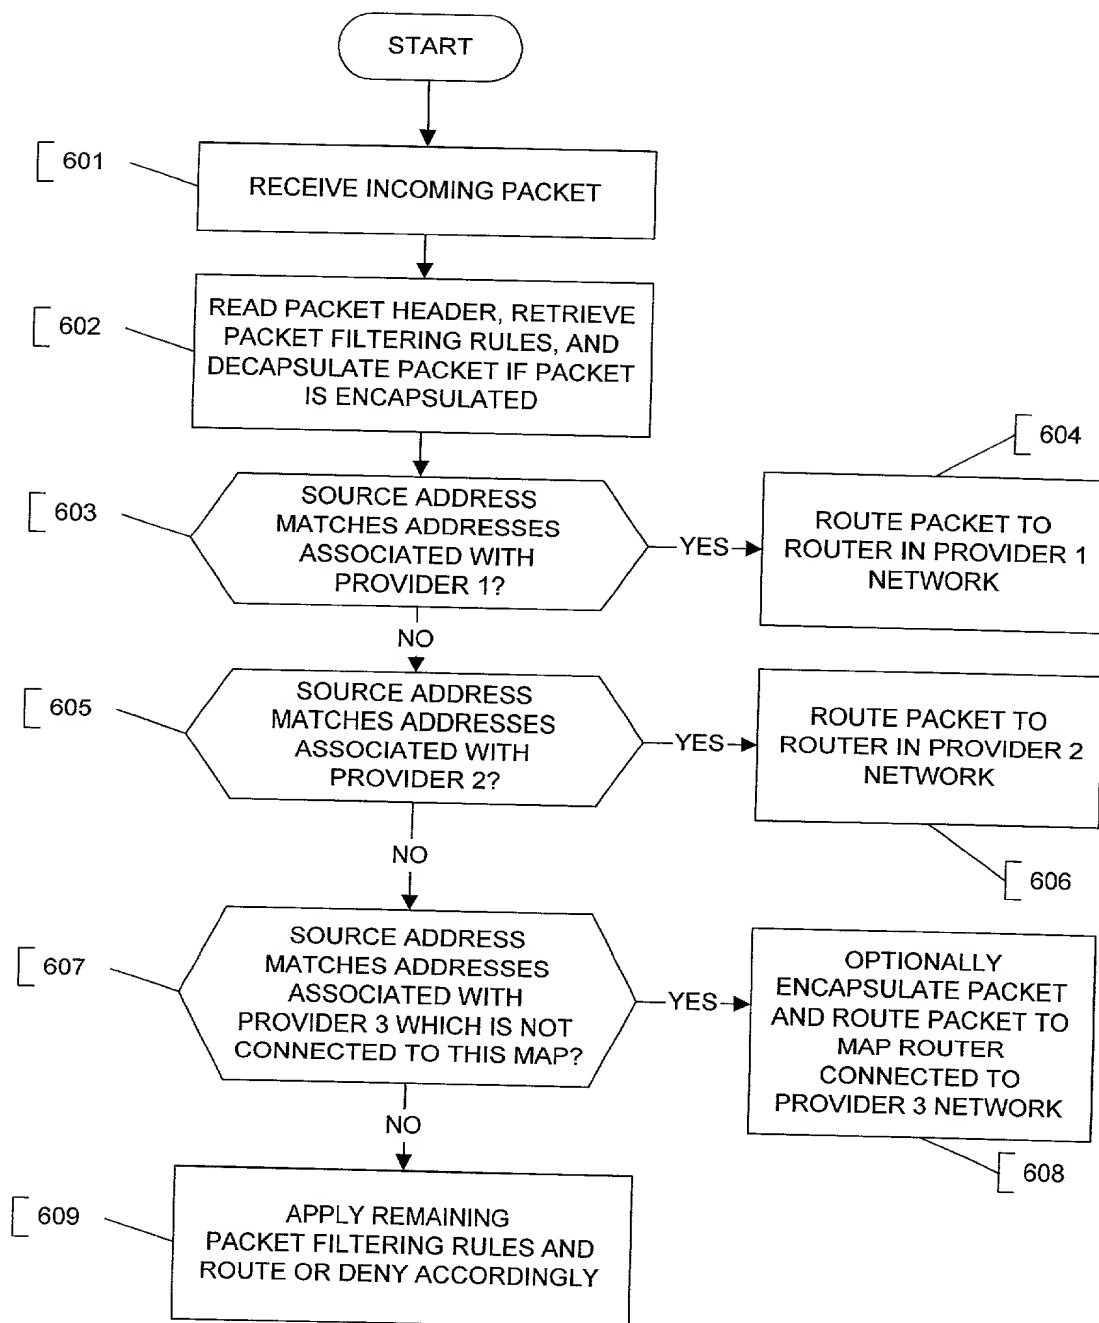 START
601
RECEIVE INCOMING PACKET
602
READ PACKET HEADER, RETRIEVE
PACKET FILTERING RULES, AND
DECAPSULATE PACKET IF PACKET
IS ENCAPSULATED
603
SOURCE ADDRESS
MATCHES ADDRESSES
ASSOCIATED WITH
PROVIDER 1?
YES
604
ROUTE PACKET TO
ROUTER IN PROVIDER 1
NETWORK
NO
605
SOURCE ADDRESS
MATCHES ADDRESSES
ASSOCIATED WITH
PROVIDER 2?
YES
ROUTE PACKET TO
ROUTER IN PROVIDER 2
NETWORK
606
NO
607
SOURCE ADDRESS
MATCHES ADDRESSES
ASSOCIATED WITH
PROVIDER 3 WHICH IS NOT
CONNECTED TO THIS MAP?
YES
OPTIONALLY
ENCAPSULATE PACKET
AND ROUTE PACKET TO
MAP ROUTER
CONNECTED TO
PROVIDER 3 NETWORK
608
NO
609
APPLY REMAINING
PACKET FILTERING RULES AND
ROUTE OR DENY ACCORDINGLY